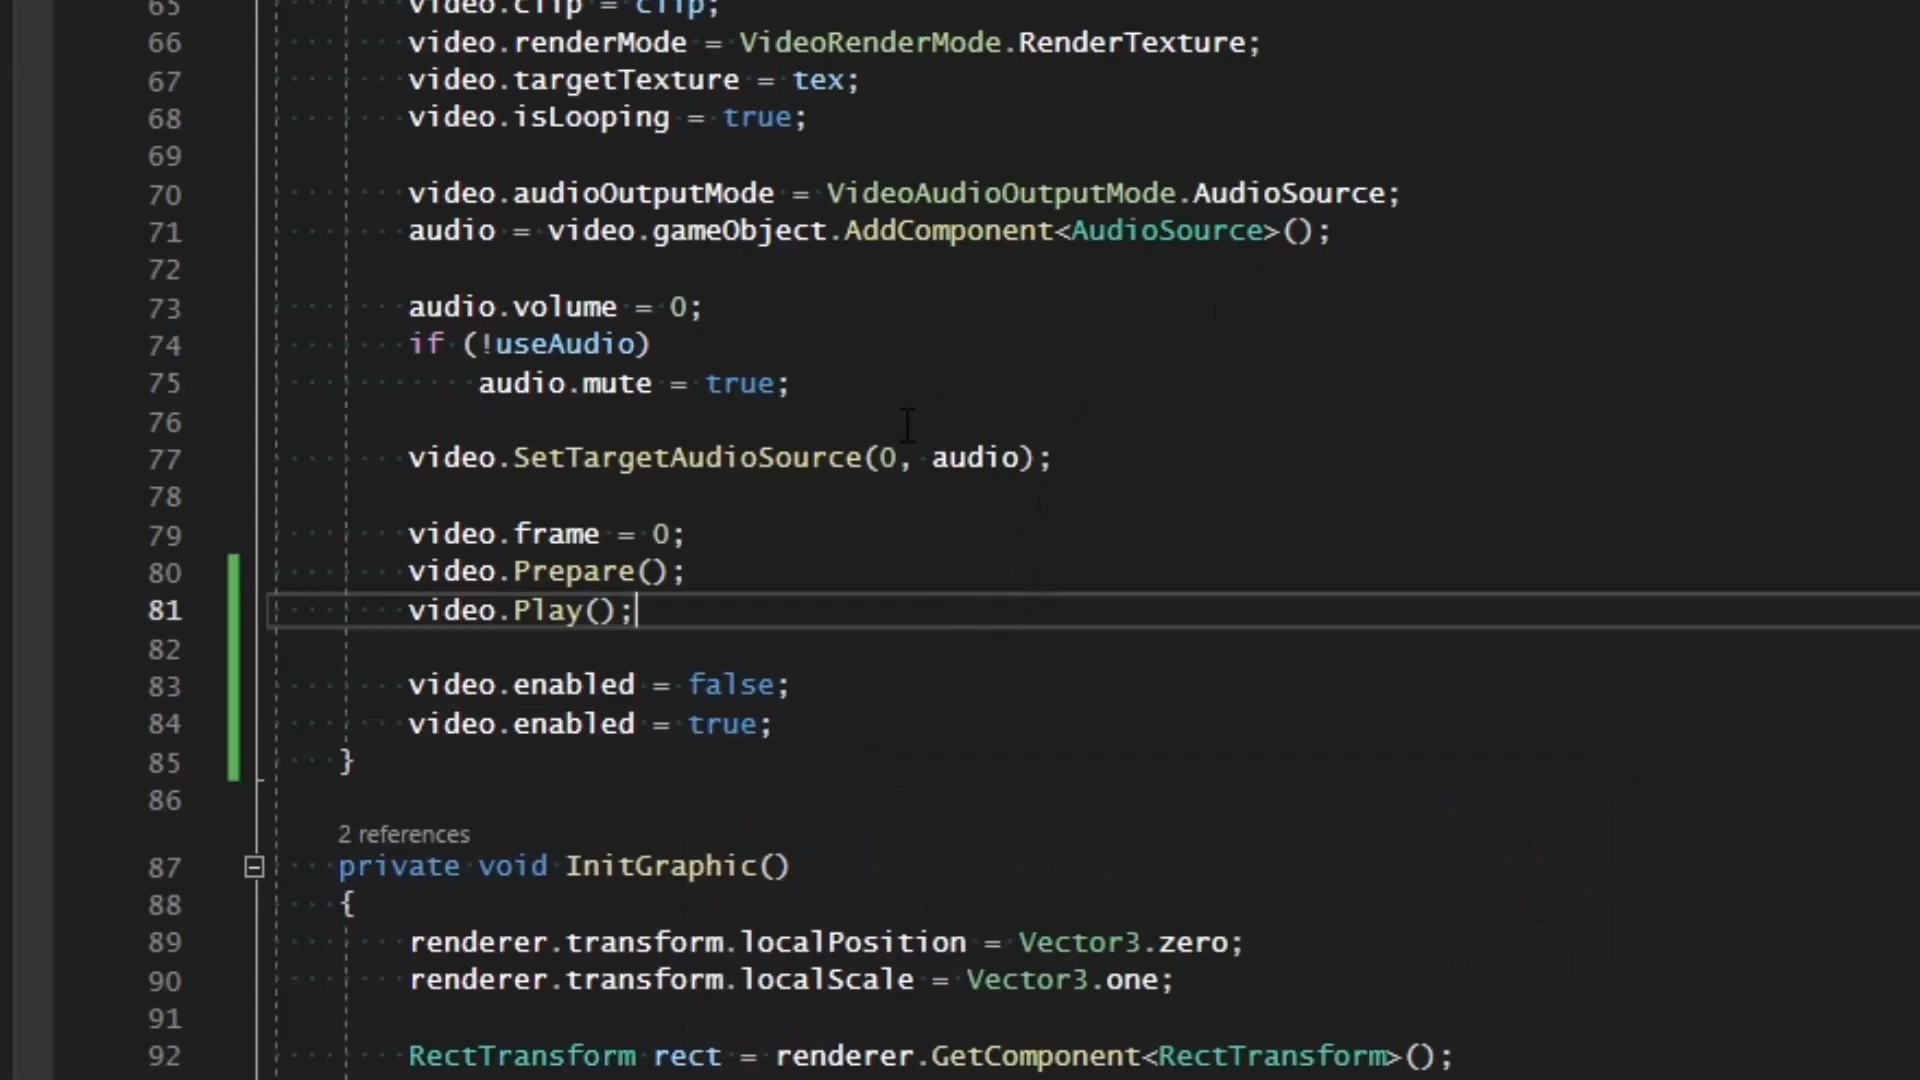 65 video.clip = clip;
66 video.renderMode = VideoRenderMode.RenderTexture;
67 video.targetTexture = tex;
68 video.isLooping = true;
69
70 video.audioOutputMode = VideoAudioOutputMode.AudioSource;
71 audio = video.gameObject.AddComponent<AudioSource>();
72
73 audio.volume = 0;
74 if (!useAudio)
75 audio.mute = true;
76
77 video.SetTargetAudioSource(0, audio);
78
79 video.frame = 0;
80 video.Prepare();
81 video.Play();
82
83 video.enabled = false;
84 video.enabled = true;
85 }
86
2 references
87 private void InitGraphic()
88 {
89 renderer.transform.localPosition = Vector3.zero;
90 renderer.transform.localScale = Vector3.one;
91
92 RectTransform rect = renderer.GetComponent<RectTransform>();